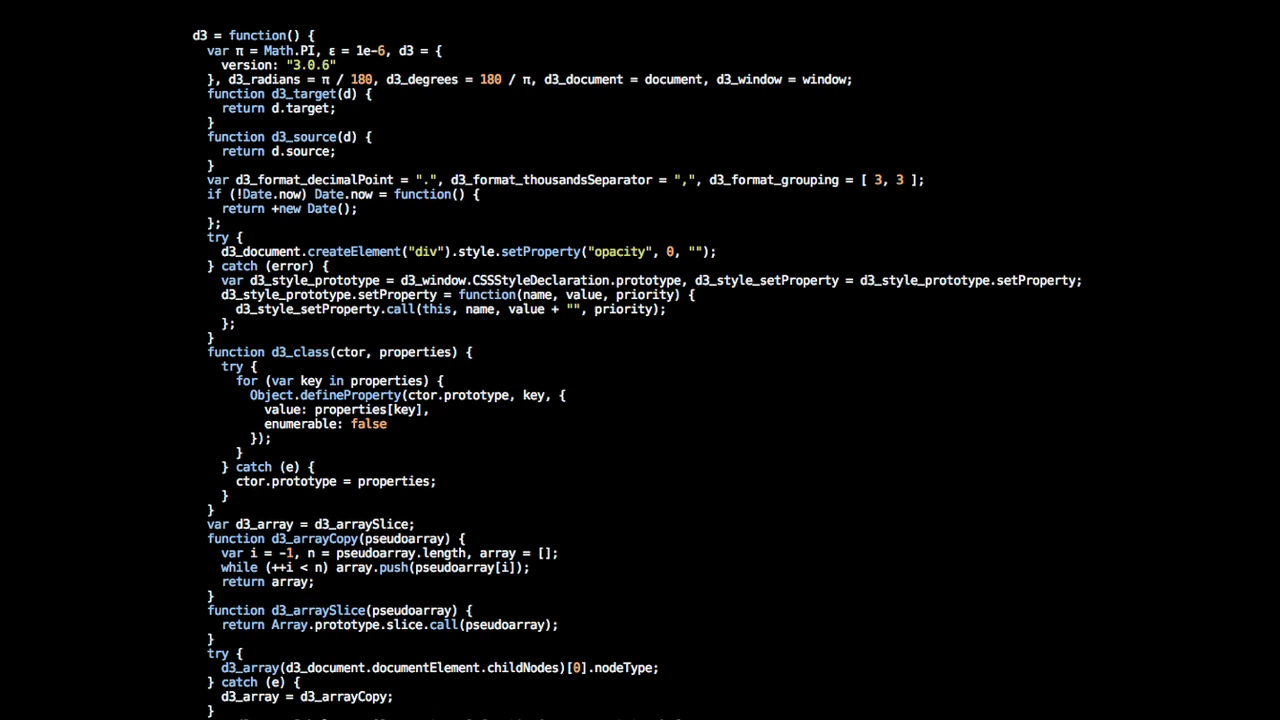 d3 = function() {
  var π = Math.PI, ε = 1e-6, d3 = {
    version: "3.0.6"
  }, d3_radians = π / 180, d3_degrees = 180 / π, d3_document = document, d3_window = window;
  function d3_target(d) {
    return d.target;
  }
  function d3_source(d) {
    return d.source;
  }
  var d3_format_decimalPoint = ".", d3_format_thousandsSeparator = ",", d3_format_grouping = [ 3, 3 ];
  if (!Date.now) Date.now = function() {
    return +new Date();
  };
  try {
    d3_document.createElement("div").style.setProperty("opacity", 0, "");
  } catch (error) {
    var d3_style_prototype = d3_window.CSSStyleDeclaration.prototype, d3_style_setProperty = d3_style_prototype.setProperty;
    d3_style_prototype.setProperty = function(name, value, priority) {
      d3_style_setProperty.call(this, name, value + "", priority);
    };
  }
  function d3_class(ctor, properties) {
    try {
      for (var key in properties) {
        Object.defineProperty(ctor.prototype, key, {
          value: properties[key],
          enumerable: false
        });
      }
    } catch (e) {
      ctor.prototype = properties;
    }
  }
  var d3_array = d3_arraySlice;
  function d3_arrayCopy(pseudoarray) {
    var i = -1, n = pseudoarray.length, array = [];
    while (++i < n) array.push(pseudoarray[i]);
    return array;
  }
  function d3_arraySlice(pseudoarray) {
    return Array.prototype.slice.call(pseudoarray);
  }
  try {
    d3_array(d3_document.documentElement.childNodes)[0].nodeType;
  } catch (e) {
    d3_array = d3_arrayCopy;
  }